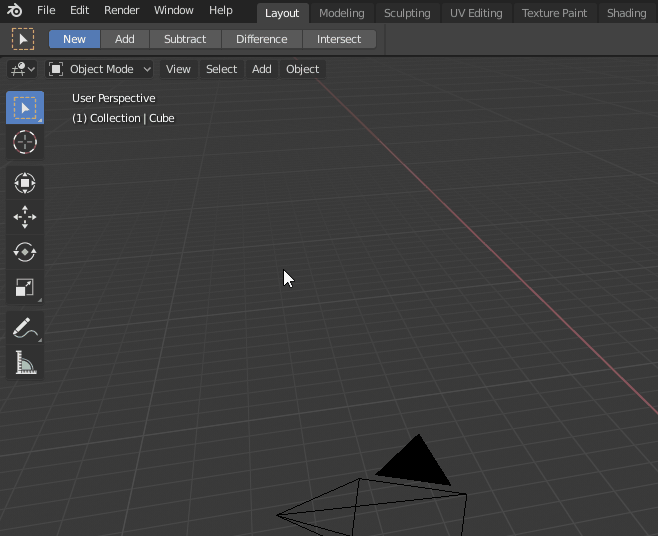 File Edit Render Window Help Layout Modeling Sculpting UV Editing Texture Paint Shading
New Add Subtract Difference Intersect
Object Mode View Select Add Object
User Perspective
(1) Collection | Cube